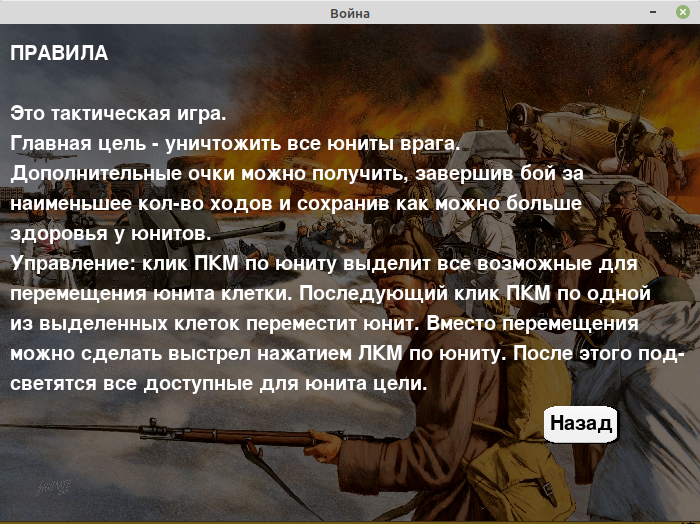 Война
ПРАВИЛА
Это тактическая игра.
Главная цель - уничтожить все юниты врага.
Дополнительные очки можно получить, завершив бой за
наименьшее кол-во ходов и сохранив как можно больше
здоровья у юнитов.
Управление: клик ПКМ по юниту выделит все возможные для
перемещения юнита клетки. Последующий клик ПКМ по одной
из выделенных клеток переместит юнит. Вместо перемещения
можно сделать выстрел нажатием ЛКМ по юниту. После этого под-
светятся все доступные для юнита цели.
Назад